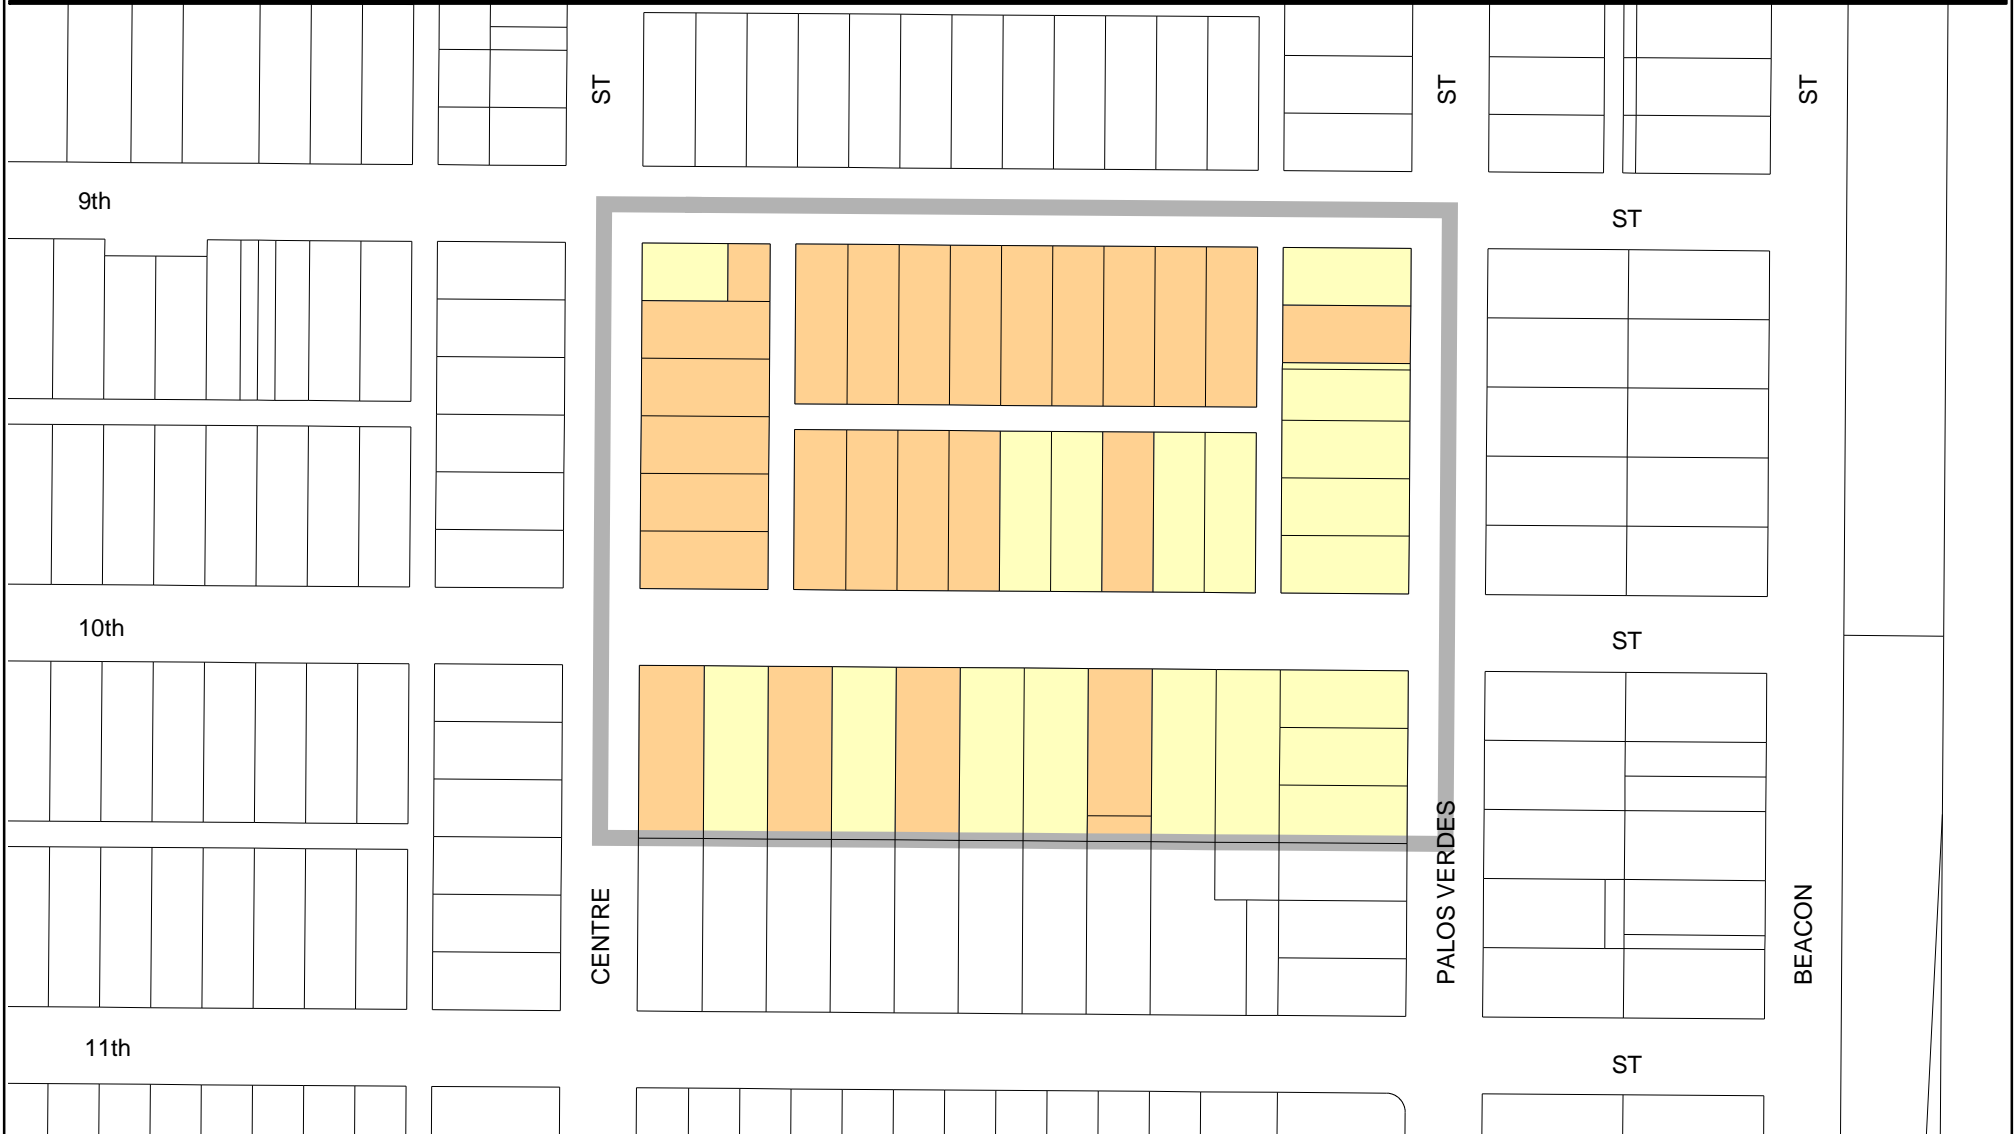 ST
ST
ST
9th
ST
10th
ST
CENTRE
PALOS VERDES
BEACON
11th
ST